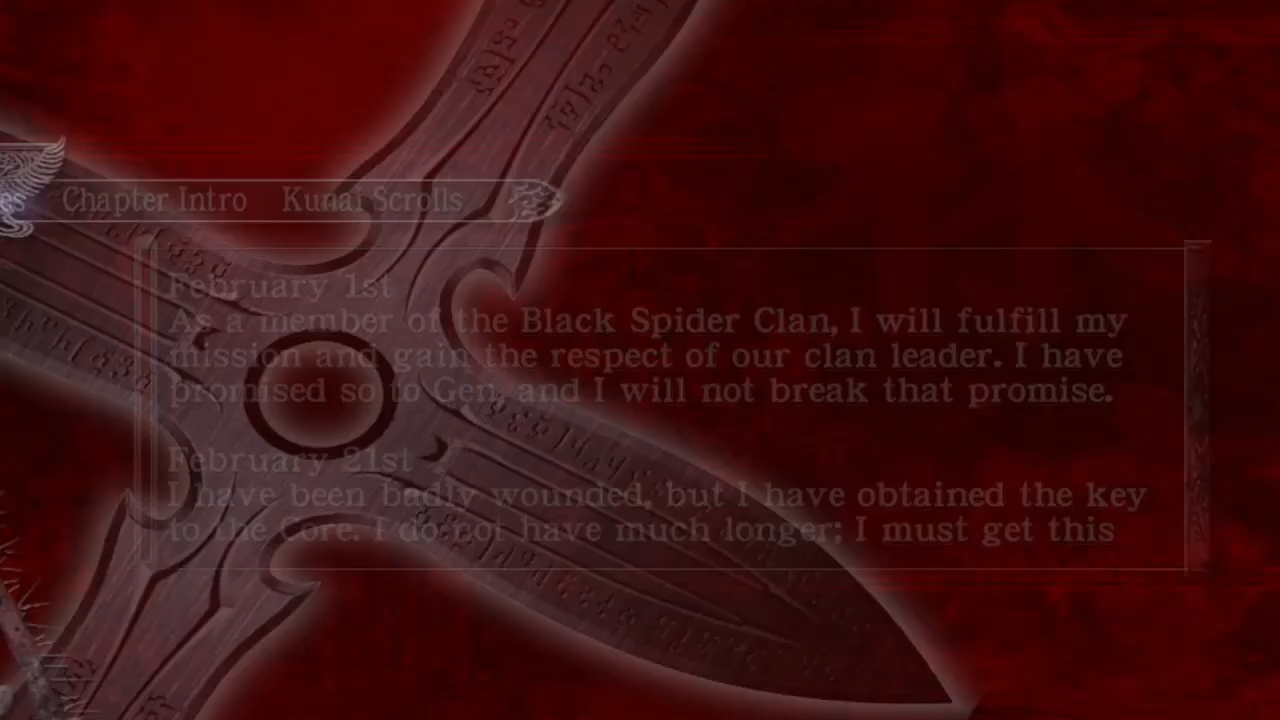 es Chapter Intro Kunai Scrolls
February 1st
As a member of the Black Spider Clan, I will fulfill my
mission and gain the respect of our clan leader. I have
promised so to Gen, and I will not break that promise.
February 21st
I have been badly wounded, but I have obtained the key
to the core. I do not have much longer; I must get this